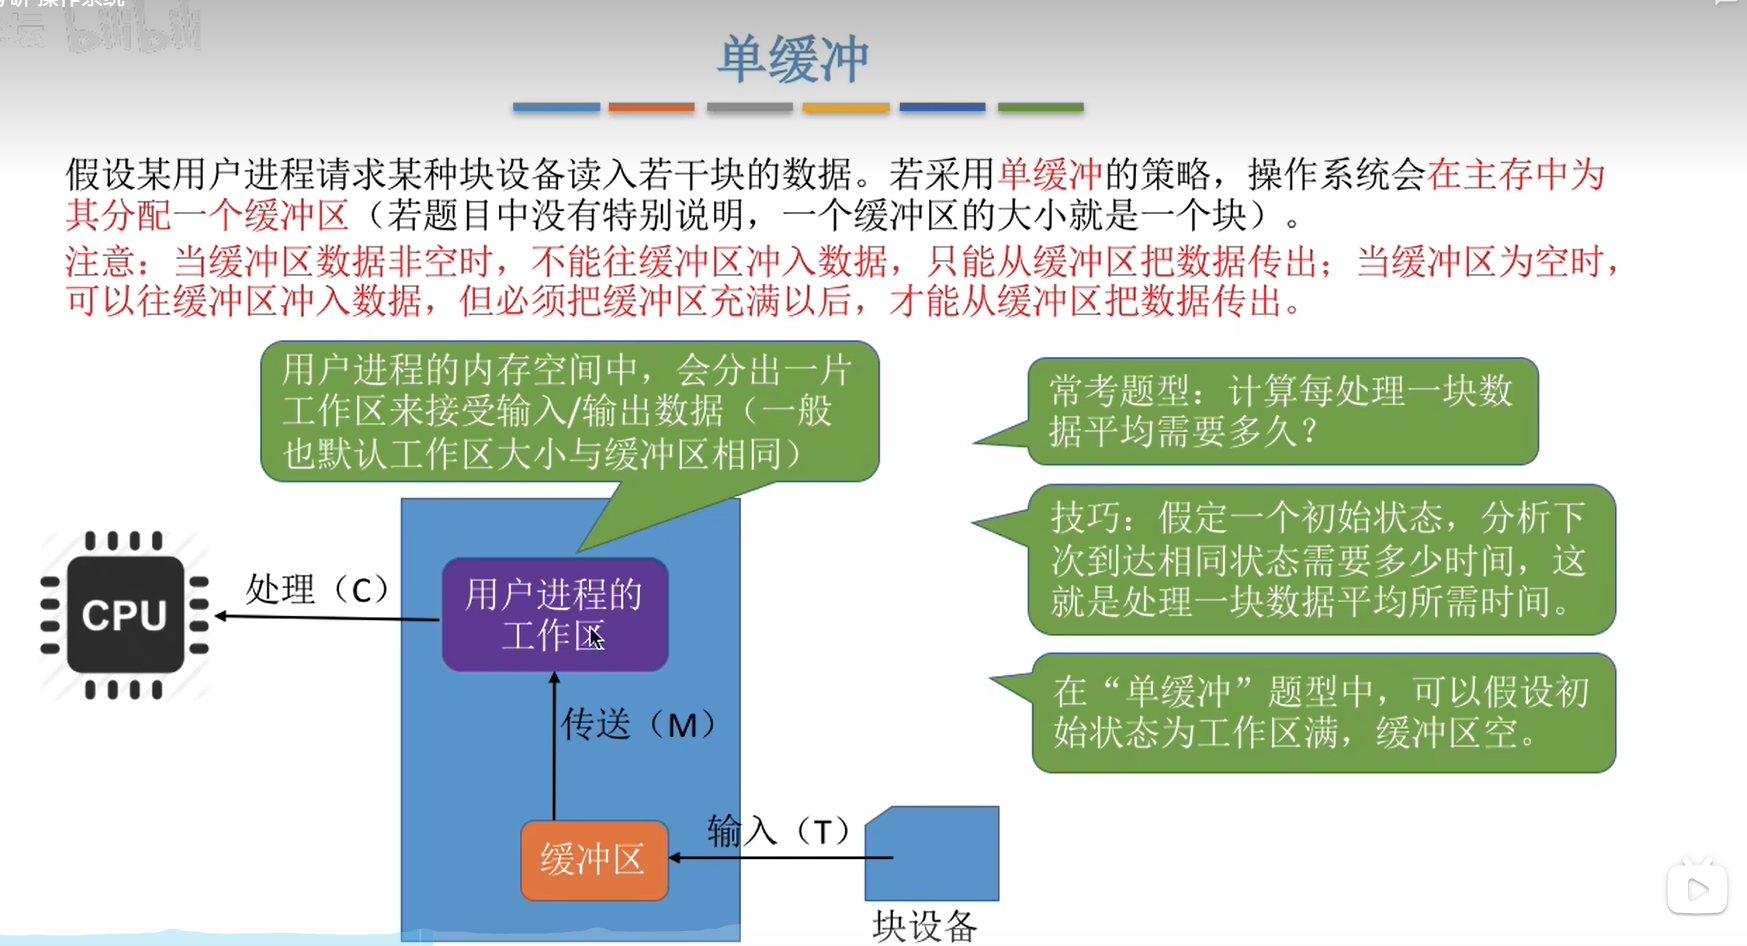 单缓冲
假设某用户进程请求某种块设备读入若干块的数据。若采用单缓冲的策略，操作系统会在主存中为
其分配一个缓冲区（若题目中没有特别说明，一个缓冲区的大小就是一个块）。
注意：当缓冲区数据非空时，不能往缓冲区冲入数据，只能从缓冲区把数据传出；当缓冲区为空时，
可以往缓冲区冲入数据，但必须把缓冲区充满以后，才能从缓冲区把数据传出。
用户进程的内存空间中，会分出一片
工作区来接受输入/输出数据（一般
也默认工作区大小与缓冲区相同）
常考题型：计算每处理一块数
据平均需要多久？
技巧：假定一个初始状态，分析下
次到达相同状态需要多少时间，这
就是处理一块数据平均所需时间。
在“单缓冲”题型中，可以假设初
始状态为工作区满，缓冲区空。
CPU
处理（C）
用户进程的
工作区
传送（M）
缓冲区
输入（T）
块设备
bilibili